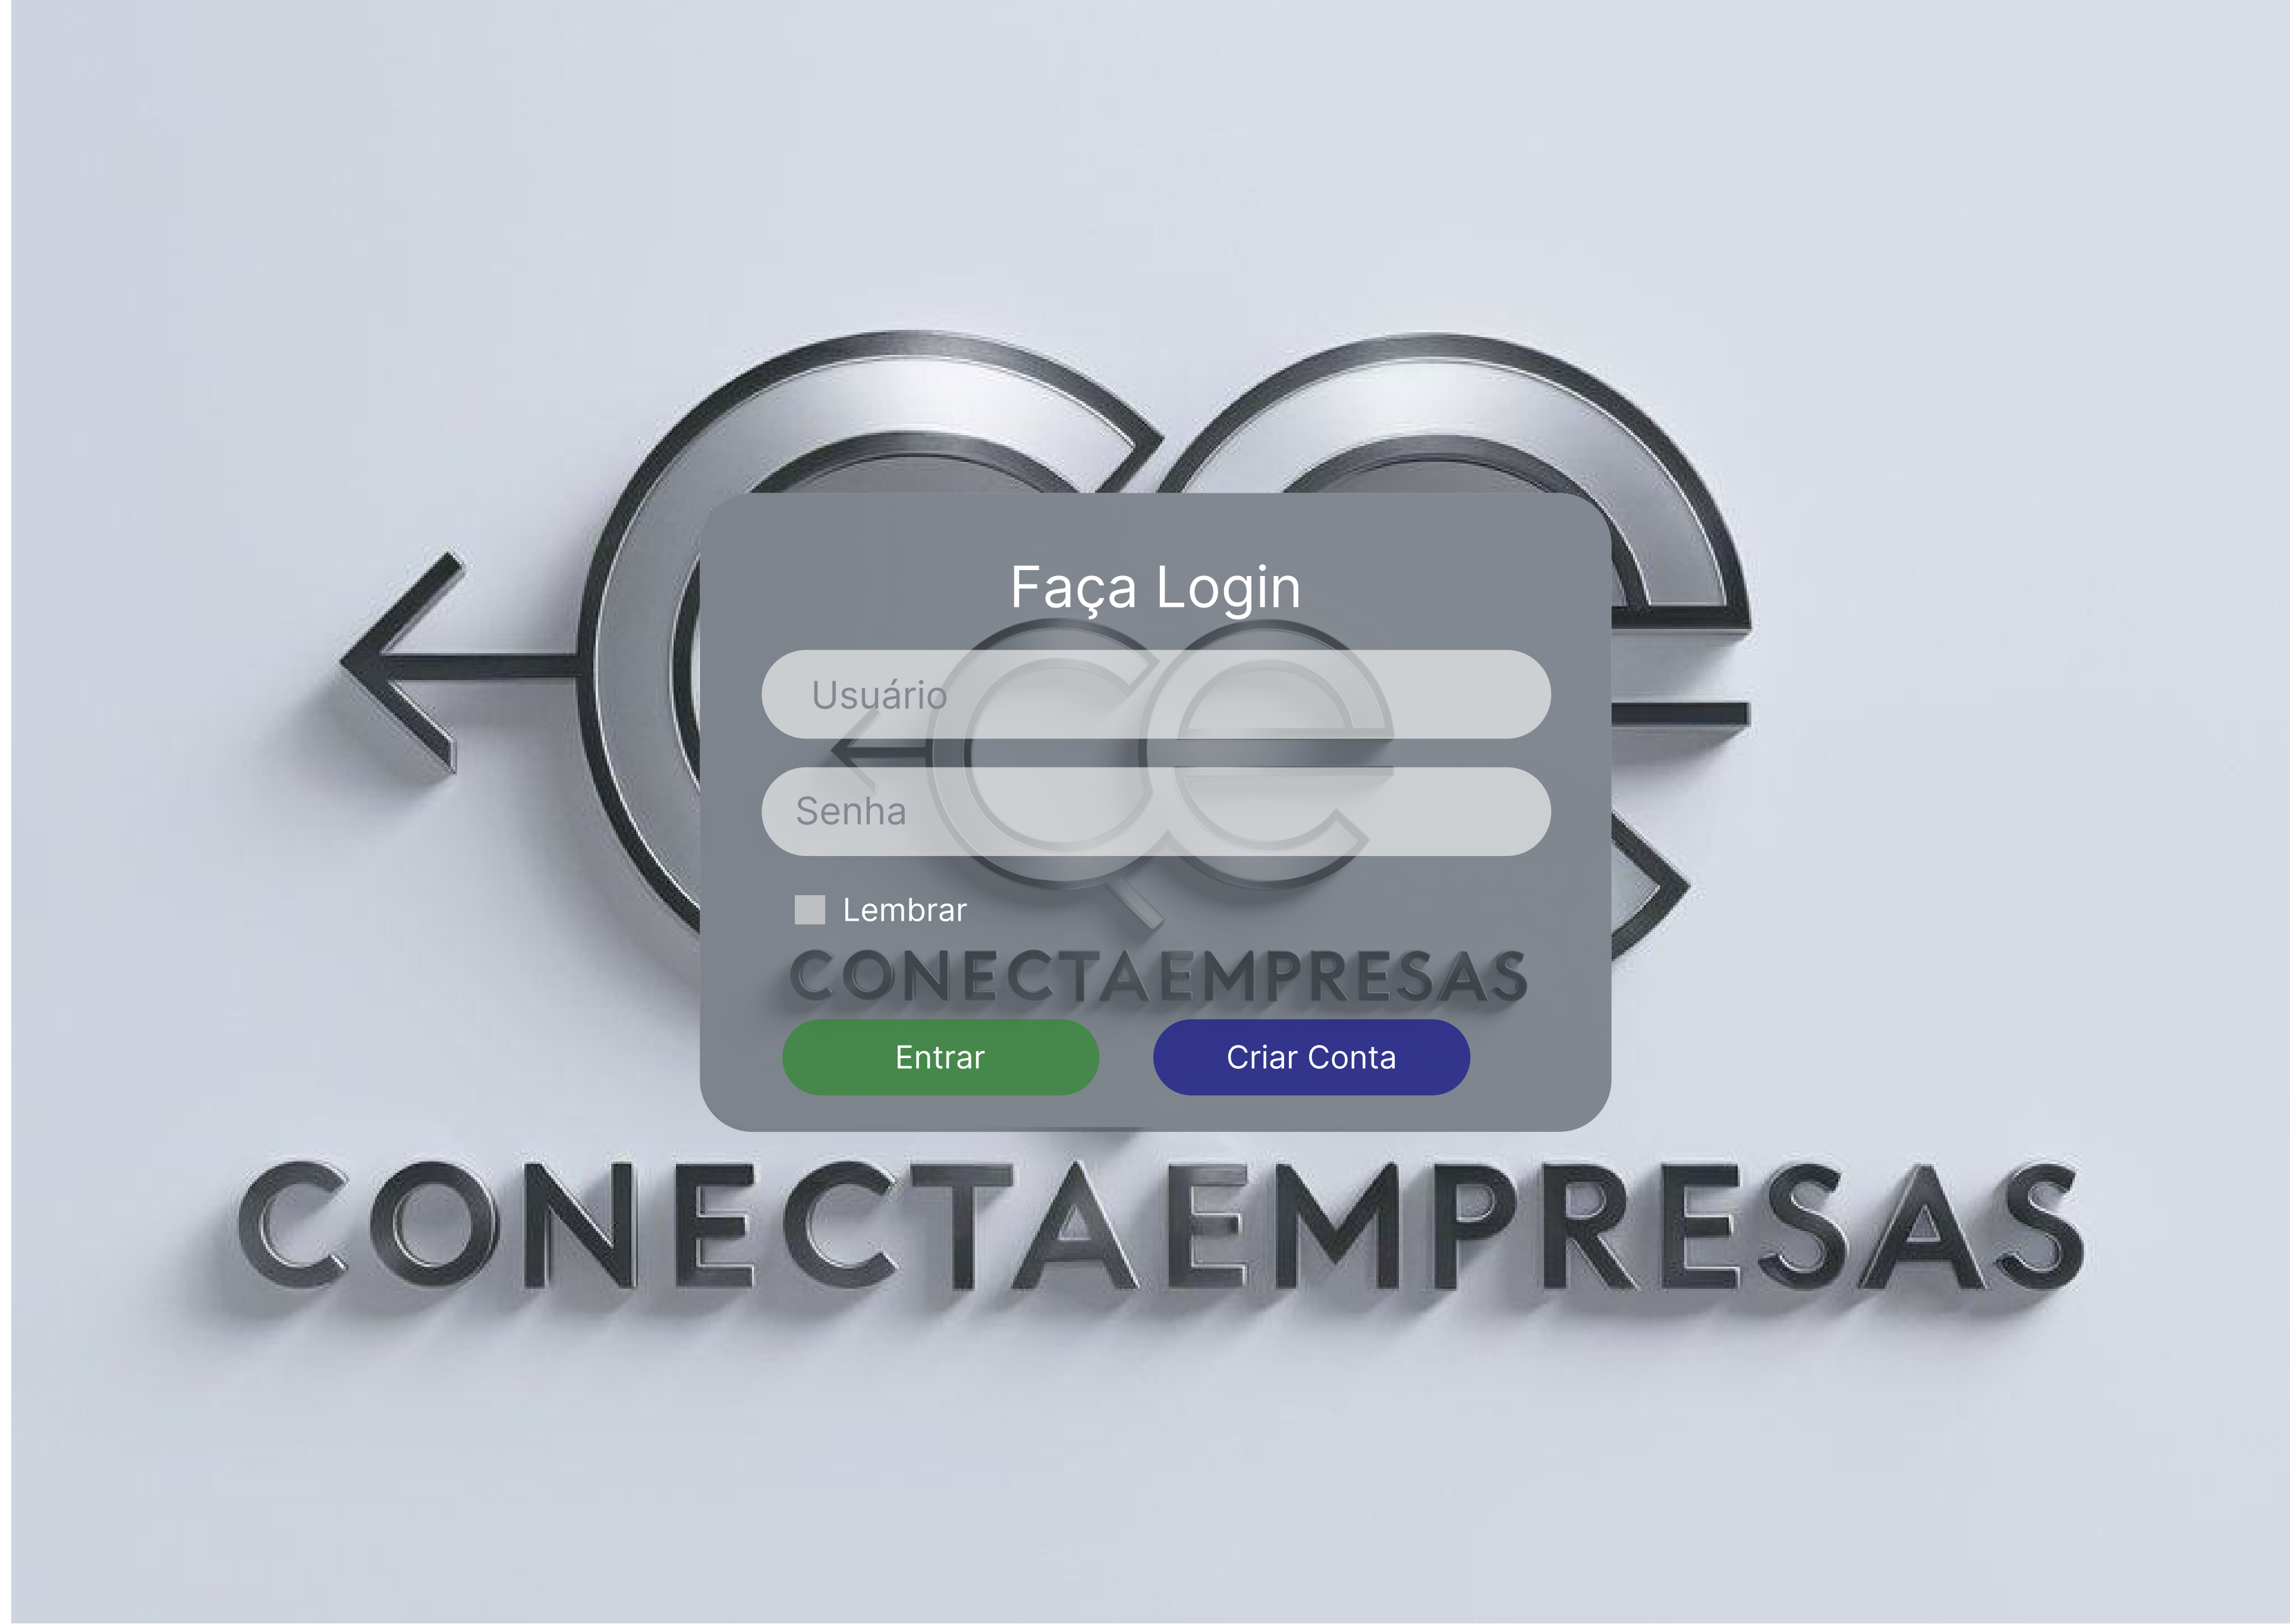 Faça Login
Usuário
Senha
Lembrar
CONECTAEMPRESAS
Entrar
Criar Conta
CONECTAEMPRESAS